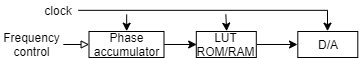 clock
Frequency
control
Phase
accumulator
LUT
ROM/RAM
D/A